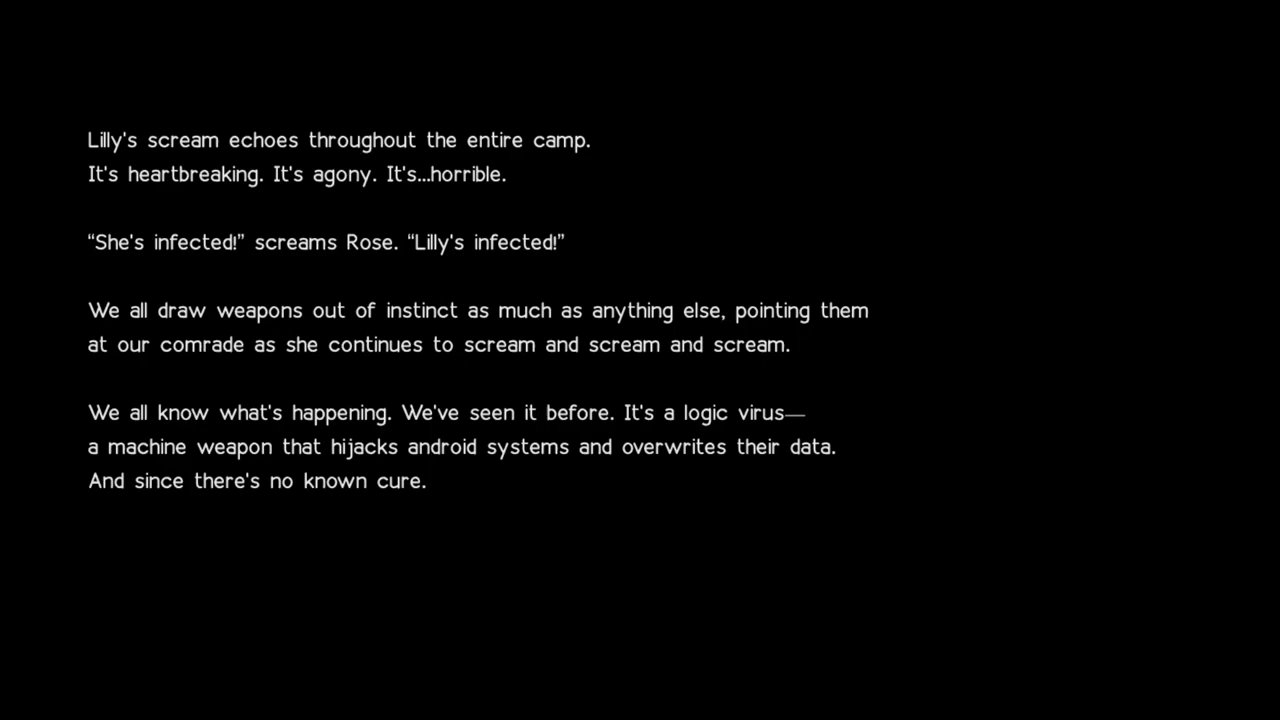 Lilly's scream echoes throughout the entire camp.
It's heartbreaking. It's agony. It's...horrible.
“She's infected!” screams Rose. “Lilly's infected!”
We all draw weapons out of instinct as much as anything else, pointing them
at our comrade as she continues to scream and scream and scream.
We all know what's happening. We've seen it before. It's a logic virus—
a machine weapon that hijacks android systems and overwrites their data.
And since there's no known cure.